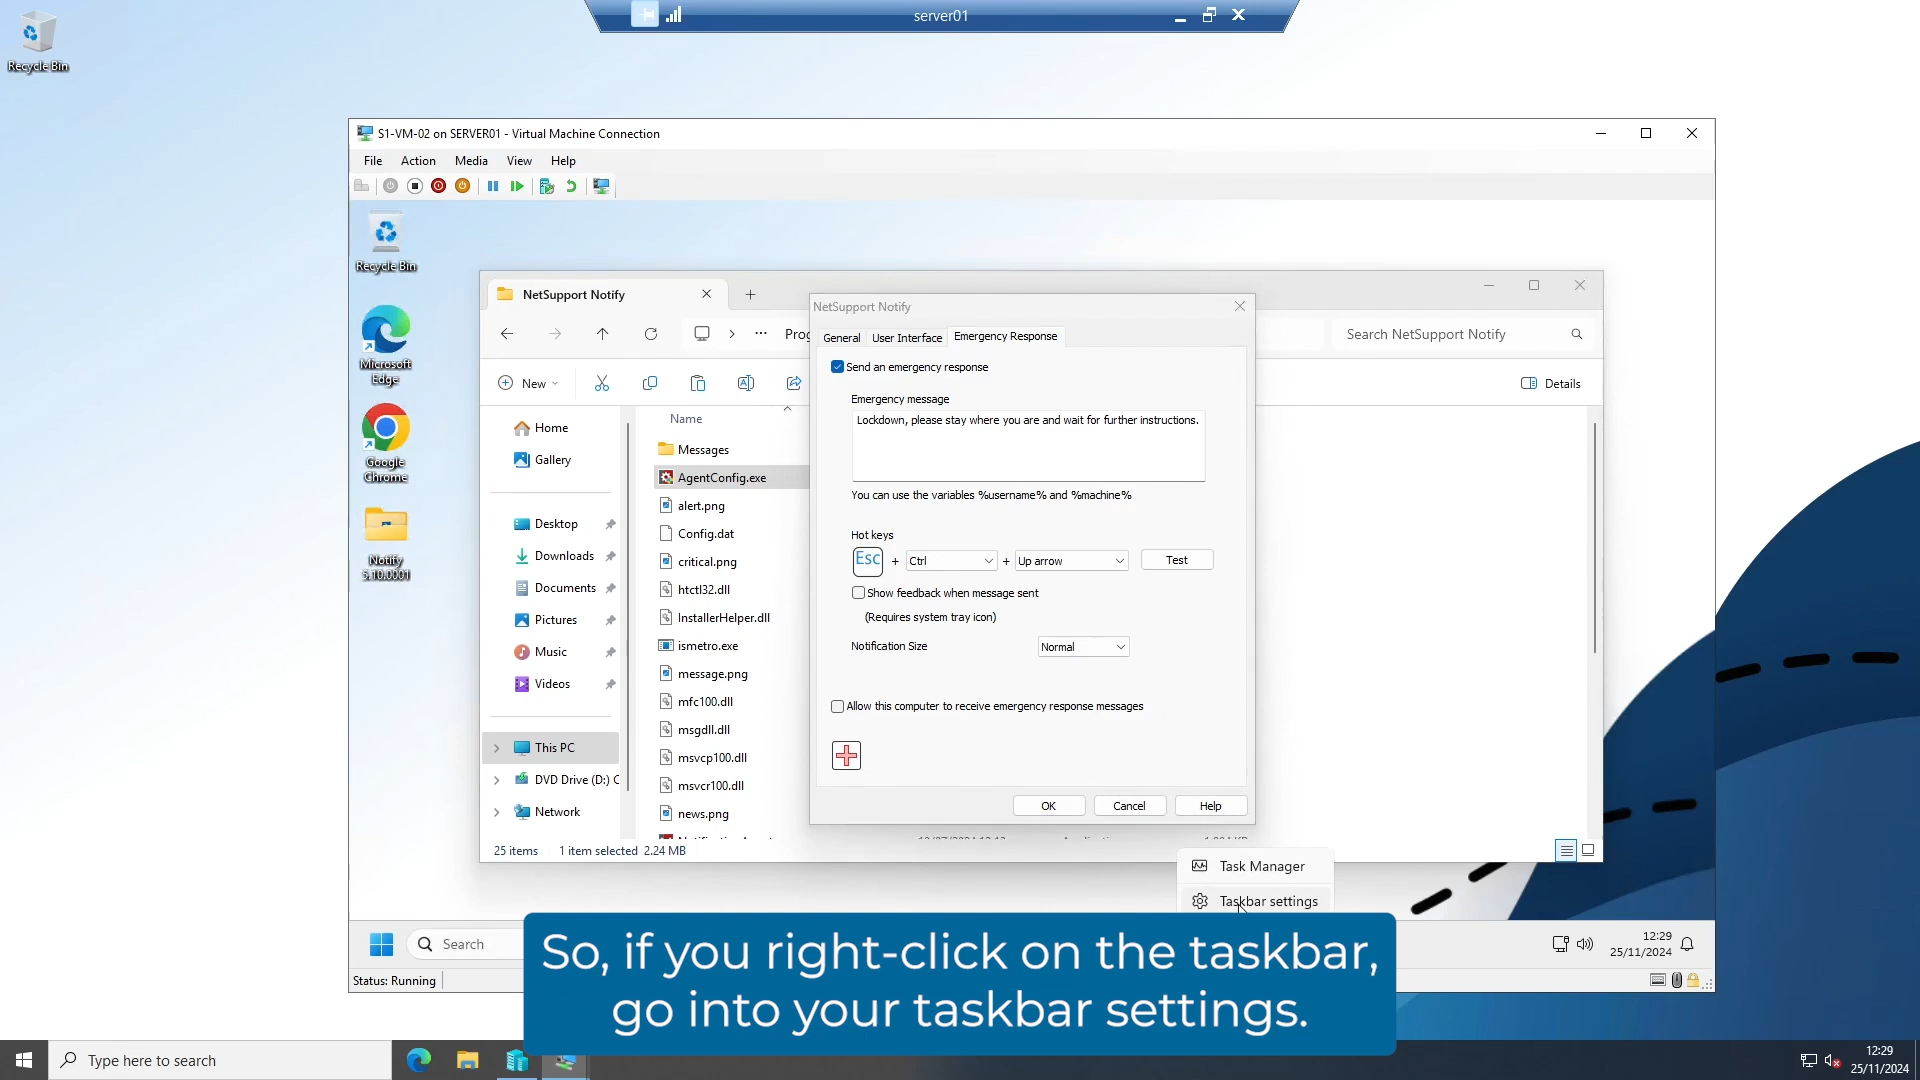 server01
Recycle Bin
S1-VM-02 on SERVER01 - Virtual Machine Connection
File Action Media View Help
Recycle Bin
Microsoft
Edge
Google
Chrome
Notify
5.10.0001
NetSupport Notify
Search NetSupport Notify
New
Details
Home
Gallery
Desktop
Downloads
Documents
Pictures
Music
Videos
This PC
DVD Drive (D:) C
Network
Name
Messages
AgentConfig.exe
alert.png
Config.dat
critical.png
htctl32.dll
InstallerHelper.dll
ismetro.exe
message.png
mfc100.dll
msgdll.dll
msvcp100.dll
msvcr100.dll
news.png
25 items 1 item selected 2.24 MB
NetSupport Notify
General User Interface Emergency Response
Send an emergency response
Emergency message
Lockdown, please stay where you are and wait for further instructions.
You can use the variables %username% and %machine%
Hot keys
Esc + Ctrl + Up arrow Test
Show feedback when message sent
(Requires system tray icon)
Notification Size Normal
Allow this computer to receive emergency response messages
OK Cancel Help
Task Manager
Taskbar settings
Search
12:29
25/11/2024
Status: Running
So, if you right-click on the taskbar,
go into your taskbar settings.
Type here to search
12:29
25/11/2024